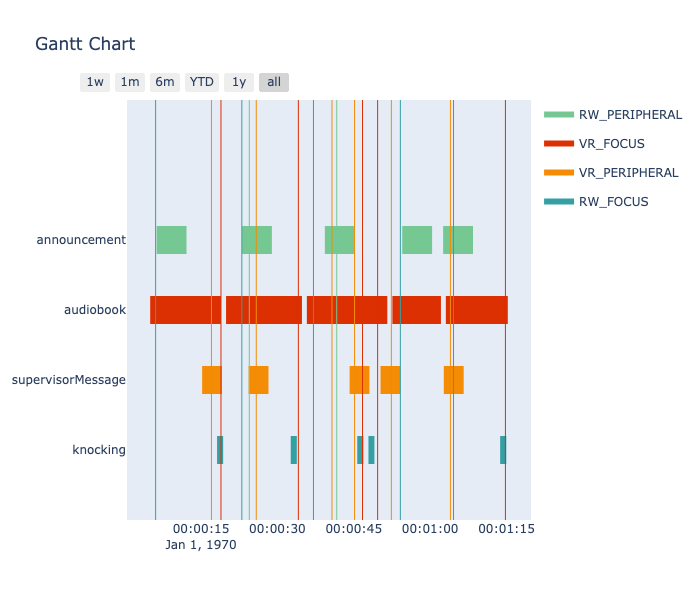 Gantt Chart
1w 1m 6m YTD 1y all
RW_PERIPHERAL
VR_FOCUS
VR_PERIPHERAL
RW_FOCUS
announcement
audiobook
supervisorMessage
knocking
00:00:15 00:00:30 00:00:45 00:01:00 00:01:15
Jan 1, 1970